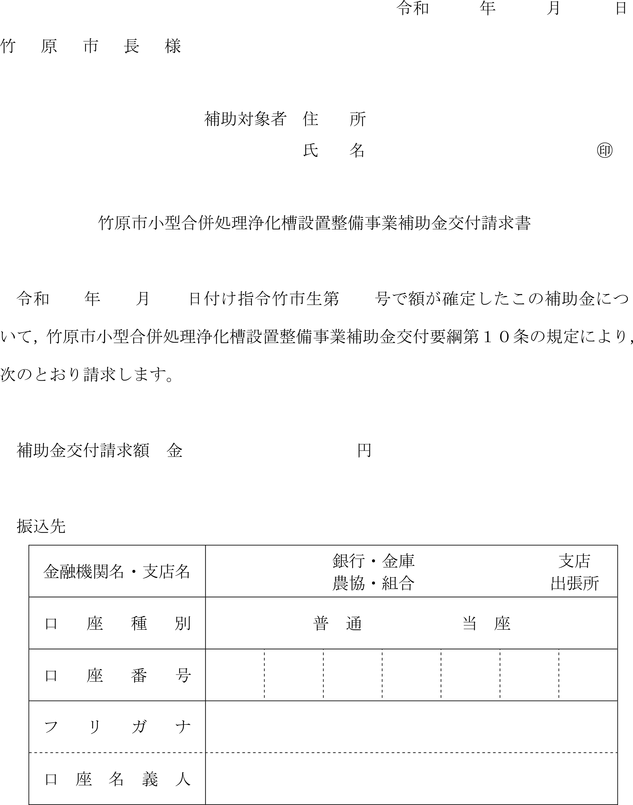 令和　　　年　　　月　　　日
竹　原　市　長　様
補助対象者　住　　所
氏　　名　　　　　　　　　　　　　　㊞
竹原市小型合併処理浄化槽設置整備事業補助金交付請求書
令和　　年　　月　　日付け指令竹市生第　　号で額が確定したこの補助金につ
いて，竹原市小型合併処理浄化槽設置整備事業補助金交付要綱第１０条の規定により，
次のとおり請求します。
補助金交付請求額　金　　　　　　　　　　円
振込先
金融機関名・支店名　銀行・金庫　支店
農協・組合　出張所
口　座　種　別　普　通　当　座
口　座　番　号
フ　リ　ガ　ナ
口　座　名　義　人